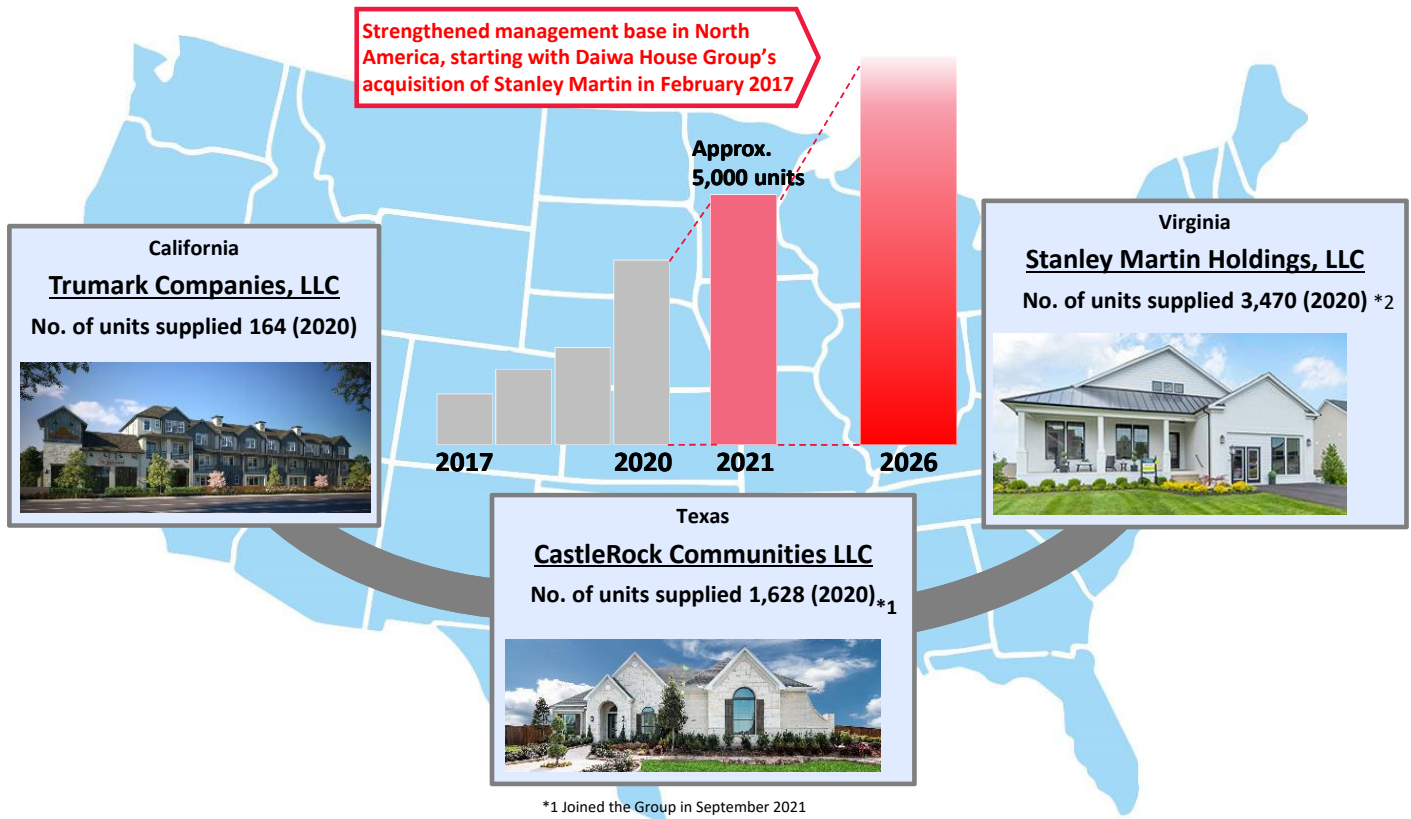 Strengthened management base in North
America, starting with Daiwa House Group's
acquisition of Stanley Martin in February 2017
Approx.
5,000 units
2017
2020
2021
2026
California
Trumark Companies, LLC
No. of units supplied 164 (2020)
Virginia
Stanley Martin Holdings, LLC
No. of units supplied 3,470 (2020) *2
Texas
CastleRock Communities LLC
No. of units supplied 1,628 (2020)*1
*1 Joined the Group in September 2021